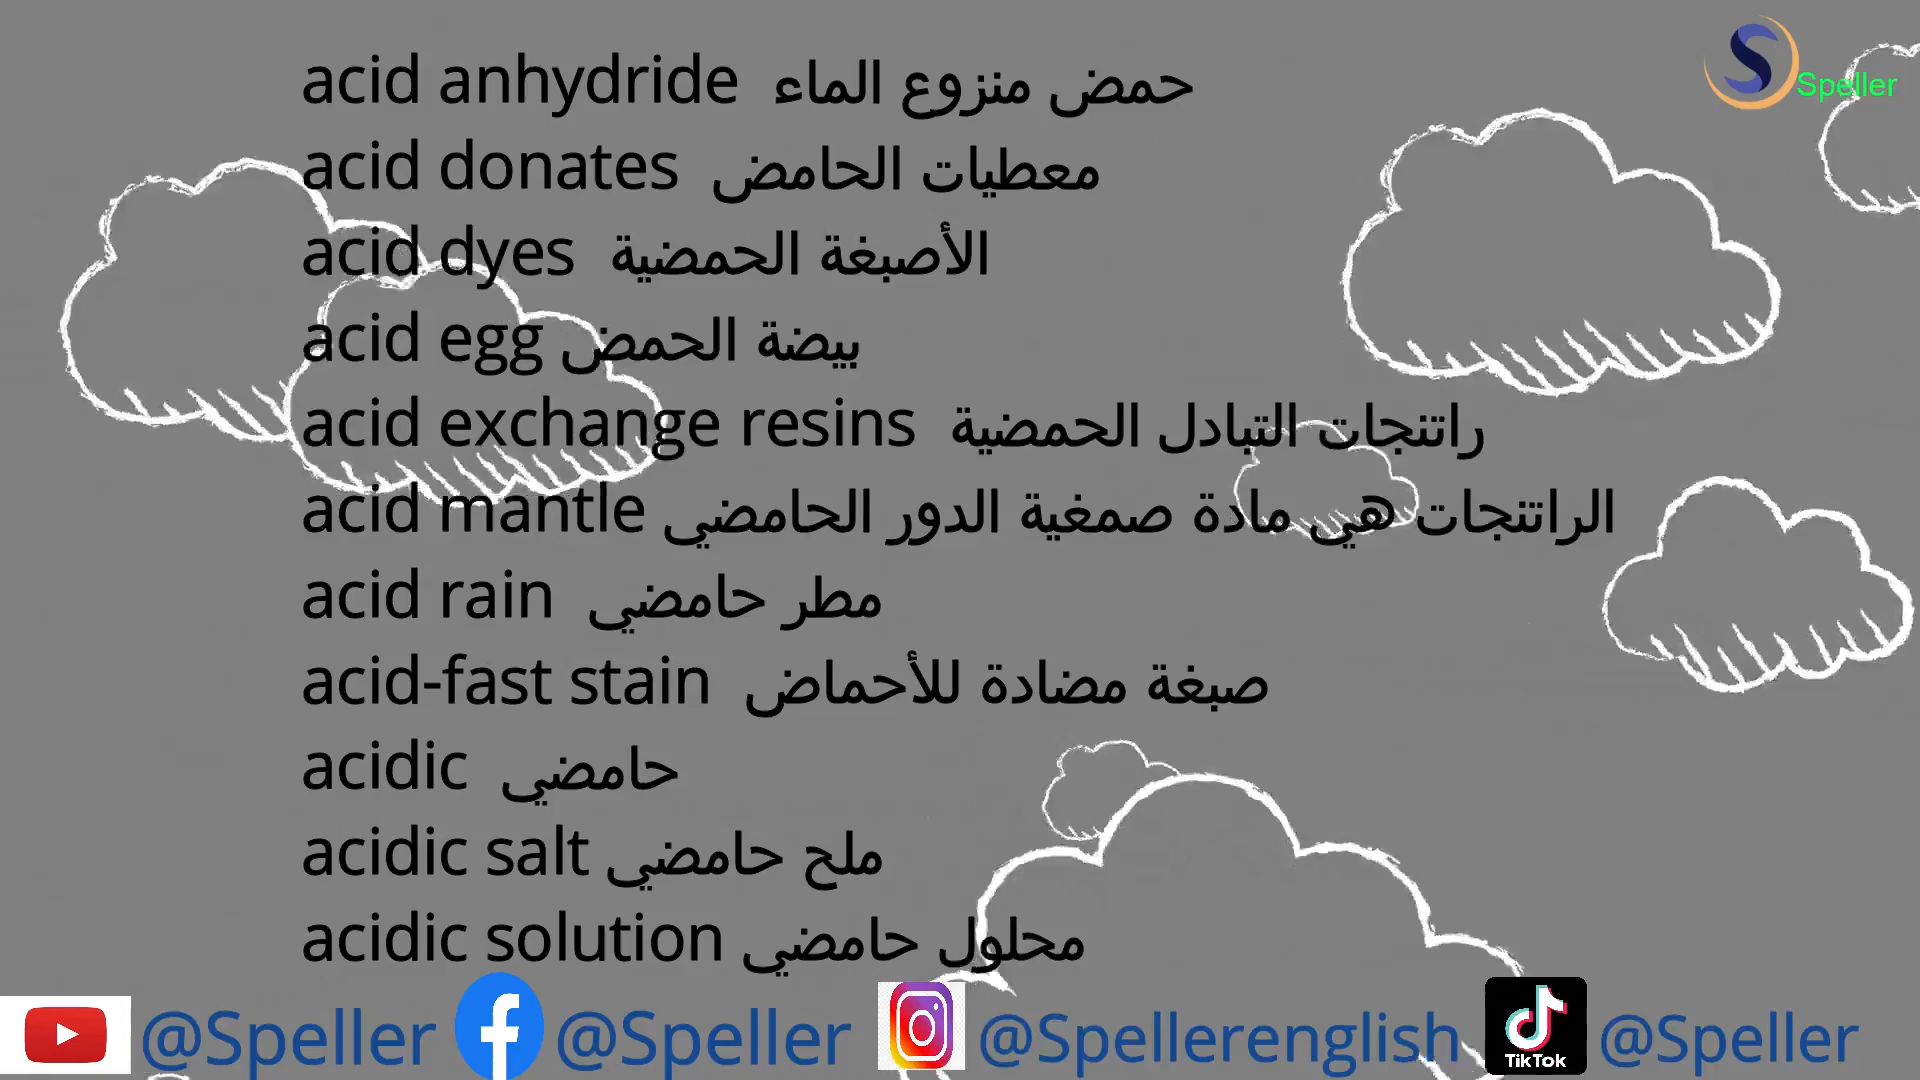 Speller
acid anhydride حمض منزوع الماء
acid donates معطيات الحامض
acid dyes الأصبغة الحمضية
acid egg بيضة الحمض
acid exchange resins راتنجات التبادل الحمضية
acid mantle الراتنجات هي مادة صمغية الدور الحامضي
acid rain مطر حامضي
acid-fast stain صبغة مضادة للأحماض
acidic حامضي
acidic salt ملح حامضي
acidic solution محلول حامضي
@Speller @Speller @Spellerenglish TikTok @Speller